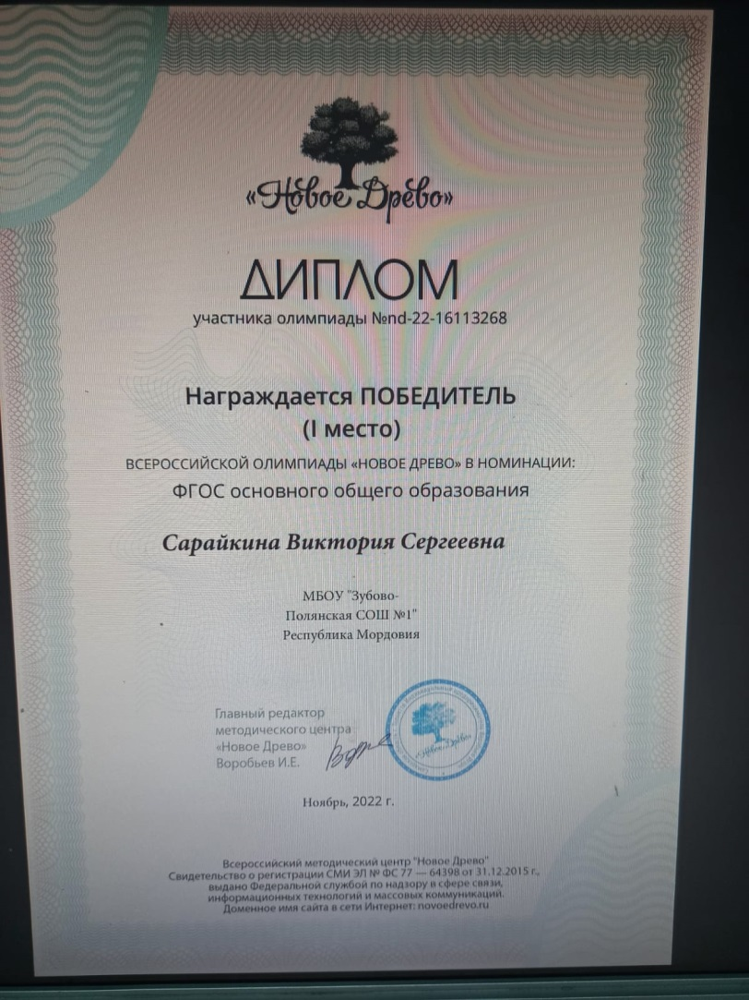 «Новое Древо»
ДИПЛОМ
участника олимпиады №nd-22-16113268
Награждается ПОБЕДИТЕЛЬ
(I место)
ВСЕРОССИЙСКОЙ ОЛИМПИАДЫ «НОВОЕ ДРЕВО» В НОМИНАЦИИ:
ФГОС основного общего образования
Сарайкина Виктория Сергеевна
МБОУ "Зубово-
Полянская СОШ №1"
Республика Мордовия
Главный редактор
методического центра
«Новое Древо»
Воробьев И.Е.
«Новое Древо»
Ноябрь, 2022 г.
Всероссийский методический центр "Новое Древо"
Свидетельство о регистрации СМИ ЭЛ № ФС 77 — 64398 от 31.12.2015 г.,
выдано Федеральной службой по надзору в сфере связи,
информационных технологий и массовых коммуникаций.
Доменное имя сайта в сети Интернет: novoedrevo.ru